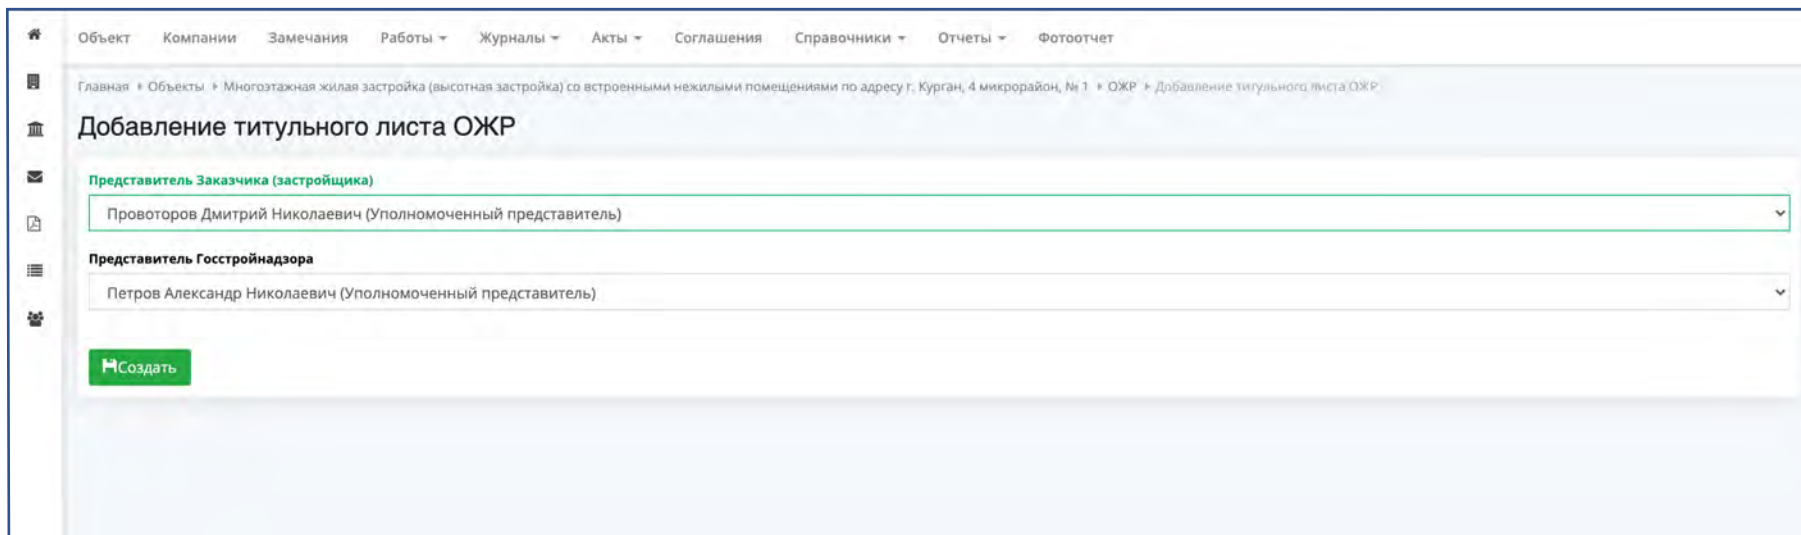 Объект Компании Замечания Работы Журналы Акты Соглашения Справочники Отчеты Фотоотчет
Главная Объекты Многоэтажная жилая застройка (высотная застройка) со встроенными нежилыми помещениями по адресу г. Курган, 4 микрорайон, № 1 ОЖР Добавление титульного листа ОЖР
Добавление титульного листа ОЖР
Представитель Заказчика (застройщика)
Провоторов Дмитрий Николаевич (Уполномоченный представитель)
Представитель Госстройнадзора
Петров Александр Николаевич (Уполномоченный представитель)
Создать